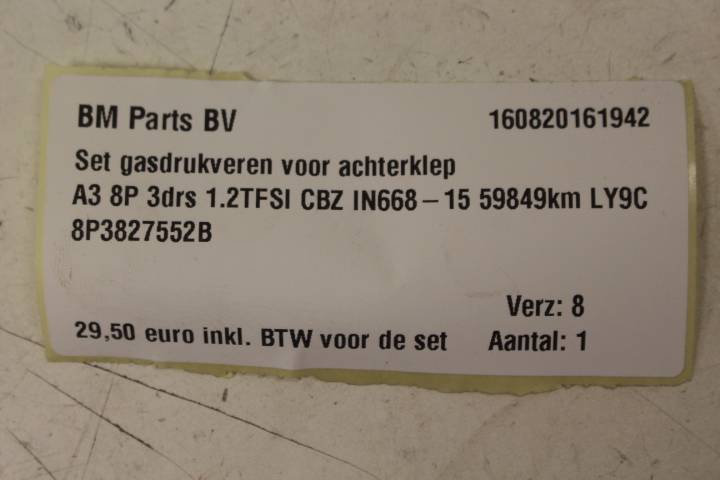 BM Parts BV 160820161942
Set gasdrukveren voor achterklep
A3 8P 3drs 1.2TFSI CBZ IN668-15 59849km LY9C
8P3827552B
Verz: 8
29,50 euro inkl. BTW voor de set Aantal: 1